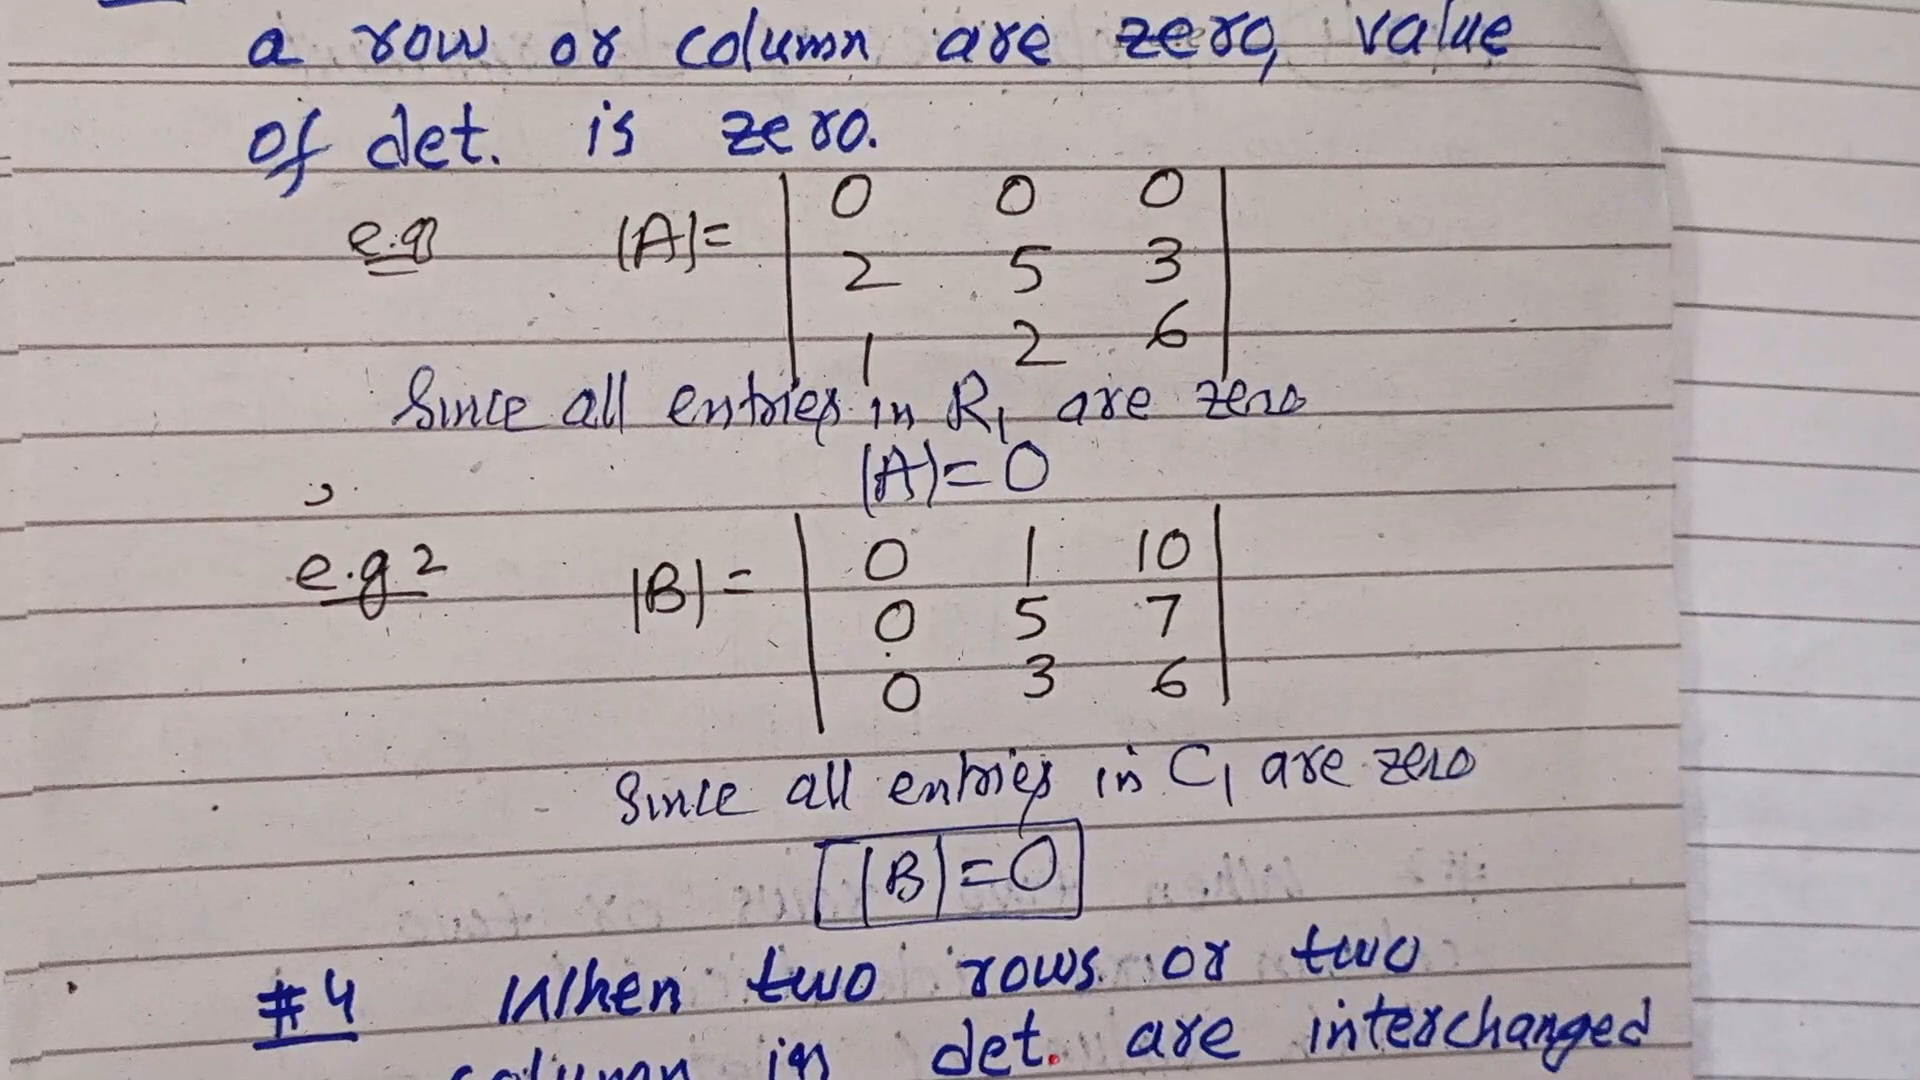 a row or column are zero, value
of det. is zero.
e.g |A|= | 0 0 0 |
| 2 5 3 |
| 1 2 6 |
Since all entries in R₁ are zero
|A|=0
e.g 2 |B|= | 0 1 10 |
| 0 5 7 |
| 0 3 6 |
Since all entries in C₁ are zero
|B|=0
#4 When two rows or two
column in det. are interchanged